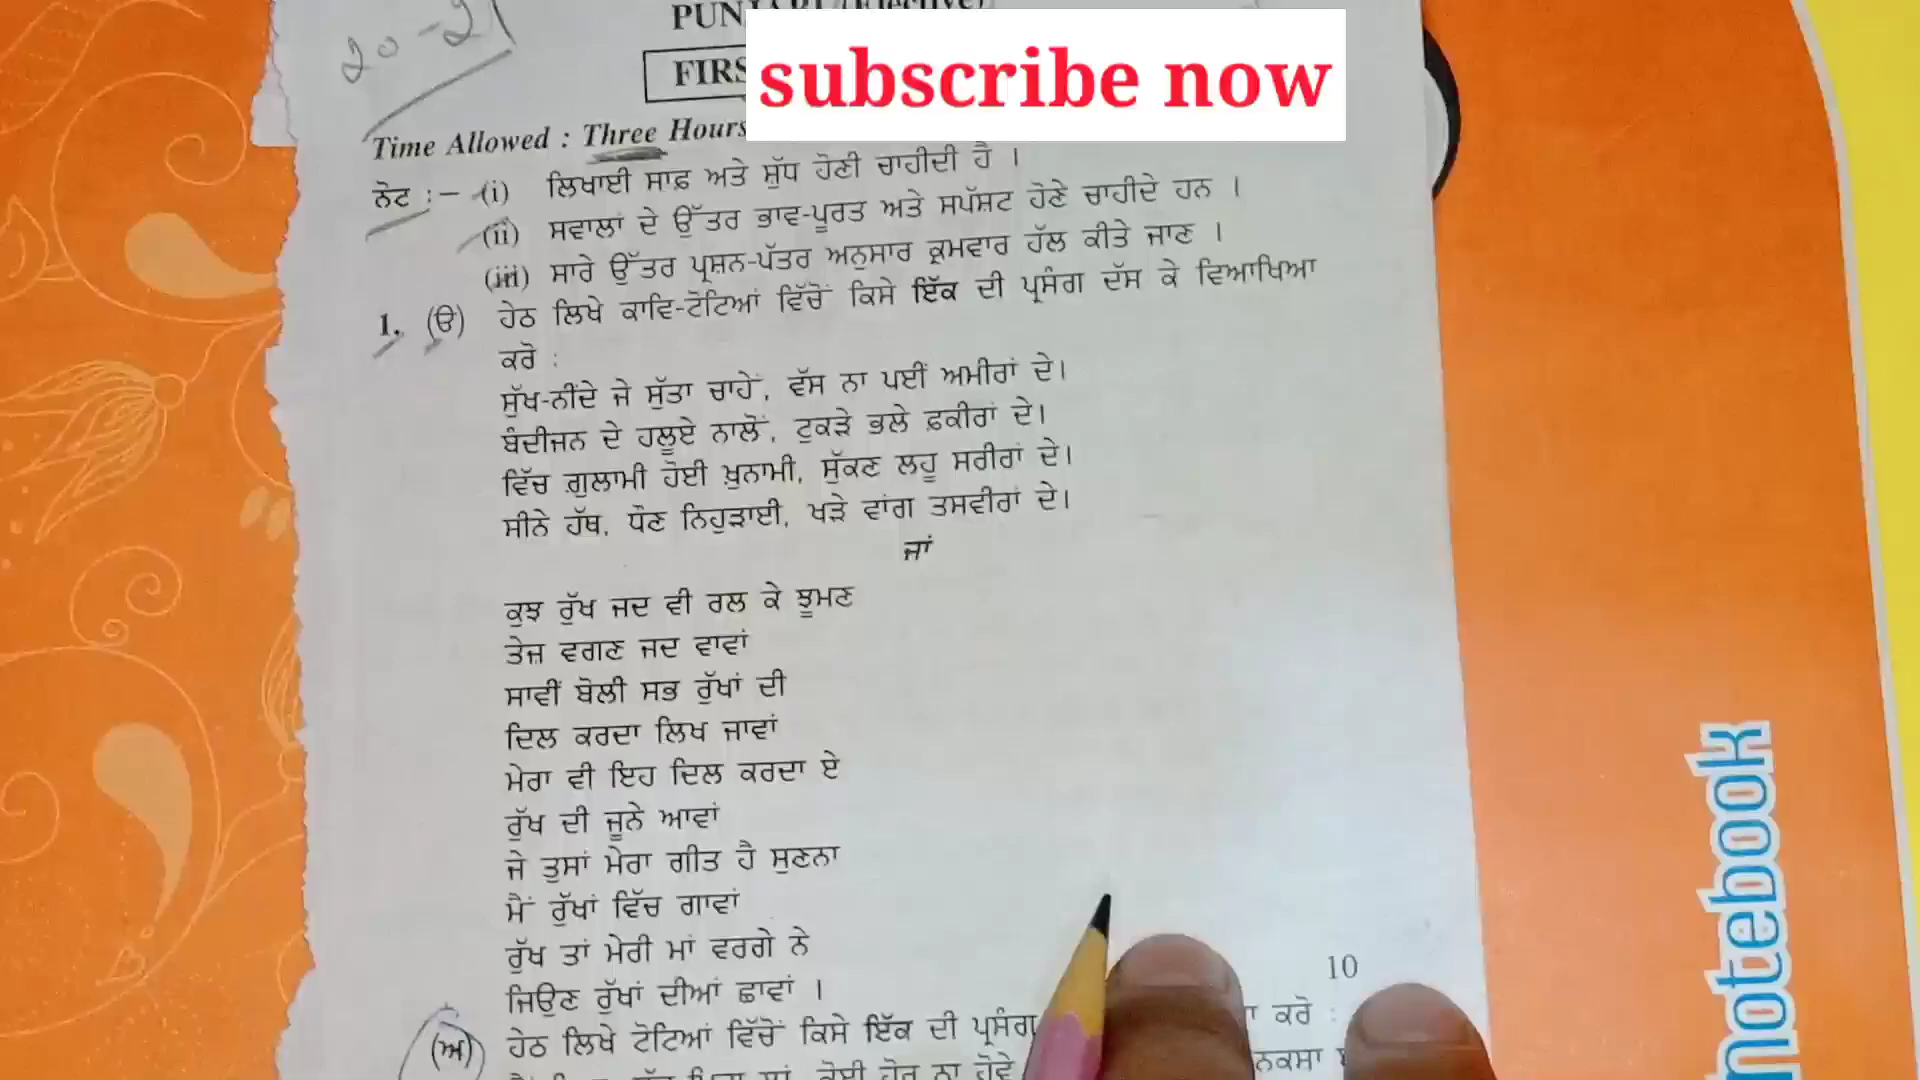 20-21
subscribe now
Time Allowed : Three Hours
ਨੋਟ :– (i) ਲਿਖਾਈ ਸਾਫ਼ ਅਤੇ ਸ਼ੁੱਧ ਹੋਣੀ ਚਾਹੀਦੀ ਹੈ ।
(ii) ਸਵਾਲਾਂ ਦੇ ਉੱਤਰ ਭਾਵ-ਪੂਰਤ ਅਤੇ ਸਪੱਸ਼ਟ ਹੋਣੇ ਚਾਹੀਦੇ ਹਨ ।
(iii) ਸਾਰੇ ਉੱਤਰ ਪ੍ਰਸ਼ਨ-ਪੱਤਰ ਅਨੁਸਾਰ ਕ੍ਰਮਵਾਰ ਹੱਲ ਕੀਤੇ ਜਾਣ ।
1. (ੳ) ਹੇਠ ਲਿਖੇ ਕਾਵਿ-ਟੋਟਿਆਂ ਵਿੱਚੋਂ ਕਿਸੇ ਇੱਕ ਦੀ ਪ੍ਰਸੰਗ ਦੱਸ ਕੇ ਵਿਆਖਿਆ
ਕਰੋ :
ਸੁੱਖ-ਨੀਂਦੇ ਜੇ ਸੁੱਤਾ ਚਾਹੇਂ, ਵੱਸ ਨਾ ਪਈਂ ਅਮੀਰਾਂ ਦੇ।
ਬੰਦੀਜਨ ਦੇ ਹਲੂਏ ਨਾਲੋਂ, ਟੁਕੜੇ ਭਲੇ ਫ਼ਕੀਰਾਂ ਦੇ।
ਵਿੱਚ ਗ਼ੁਲਾਮੀ ਹੋਈ ਖ਼ੁਨਾਮੀ, ਸੁੱਕਣ ਲਹੂ ਸਰੀਰਾਂ ਦੇ।
ਸੀਨੇ ਹੱਥ, ਧੌਣ ਨਿਹੁੜਾਈ, ਖੜੇ ਵਾਂਗ ਤਸਵੀਰਾਂ ਦੇ।
ਜਾਂ
ਕੁਝ ਰੁੱਖ ਜਦ ਵੀ ਰਲ ਕੇ ਝੂਮਣ
ਤੇਜ਼ ਵਗਣ ਜਦ ਵਾਵਾਂ
ਸਾਵੀਂ ਬੋਲੀ ਸਭ ਰੁੱਖਾਂ ਦੀ
ਦਿਲ ਕਰਦਾ ਲਿਖ ਜਾਵਾਂ
ਮੇਰਾ ਵੀ ਇਹ ਦਿਲ ਕਰਦਾ ਏ
ਰੁੱਖ ਦੀ ਜੂਨੇ ਆਵਾਂ
ਜੇ ਤੁਸਾਂ ਮੇਰਾ ਗੀਤ ਹੈ ਸੁਣਨਾ
ਮੈਂ ਰੁੱਖਾਂ ਵਿੱਚ ਗਾਵਾਂ
ਰੁੱਖ ਤਾਂ ਮੇਰੀ ਮਾਂ ਵਰਗੇ ਨੇ
ਜਿਉਣ ਰੁੱਖਾਂ ਦੀਆਂ ਛਾਵਾਂ ।
10
(ਅ) ਹੇਠ ਲਿਖੇ ਟੋਟਿਆਂ ਵਿੱਚੋਂ ਕਿਸੇ ਇੱਕ ਦੀ ਪ੍ਰਸੰਗ ਕਰੋ :
ਕੋਈ ਹੋਰ ਨਾ ਹੋਵੇ
notebook